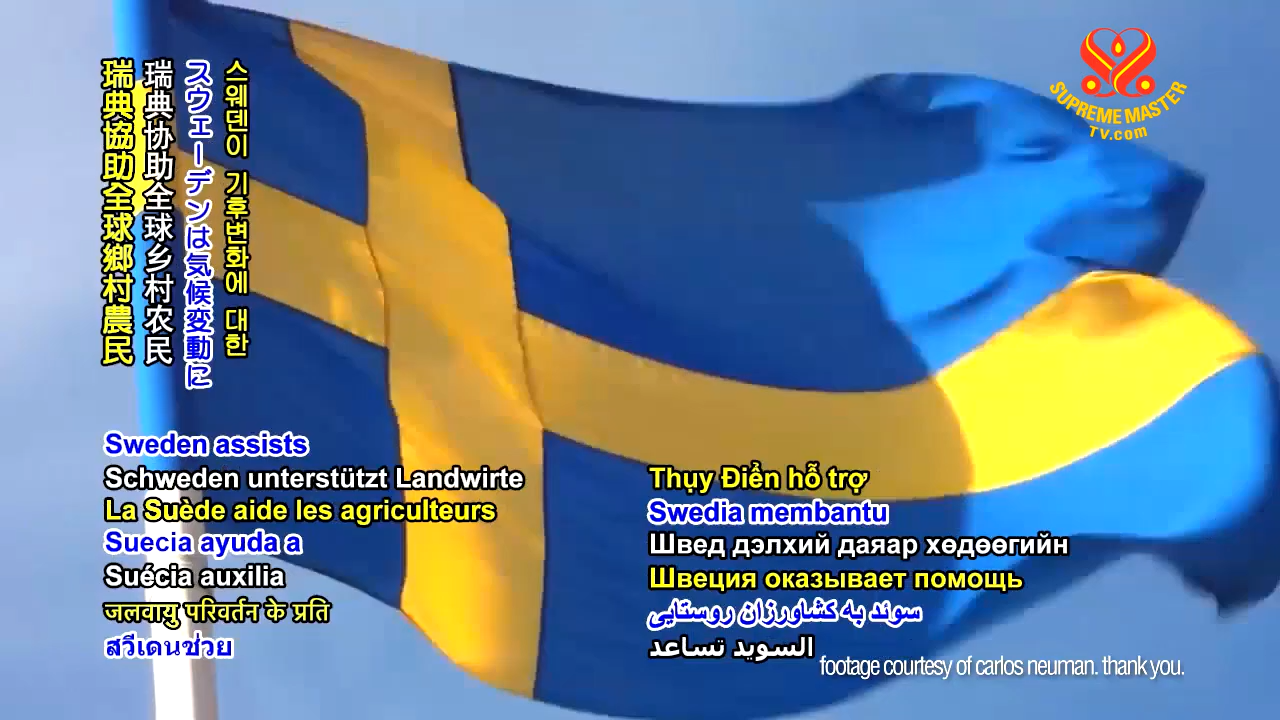 SUPREME MASTER
TV.com
스웨덴이 기후변화에 대한
スウェーデンは気候変動に
瑞典协助全球乡村农民
瑞典協助全球鄉村農民
Sweden assists
Schweden unterstützt Landwirte
La Suède aide les agriculteurs
Suecia ayuda a
Suécia auxilia
जलवायु परिवर्तन के प्रति
สวีเดนช่วย
Thụy Điển hỗ trợ
Swedia membantu
Швед дэлхий даяар хөдөөгийн
Швеция оказывает помощь
سوئد به کشاورزان روستایی
السويد تساعد
footage courtesy of carlos neuman. thank you.